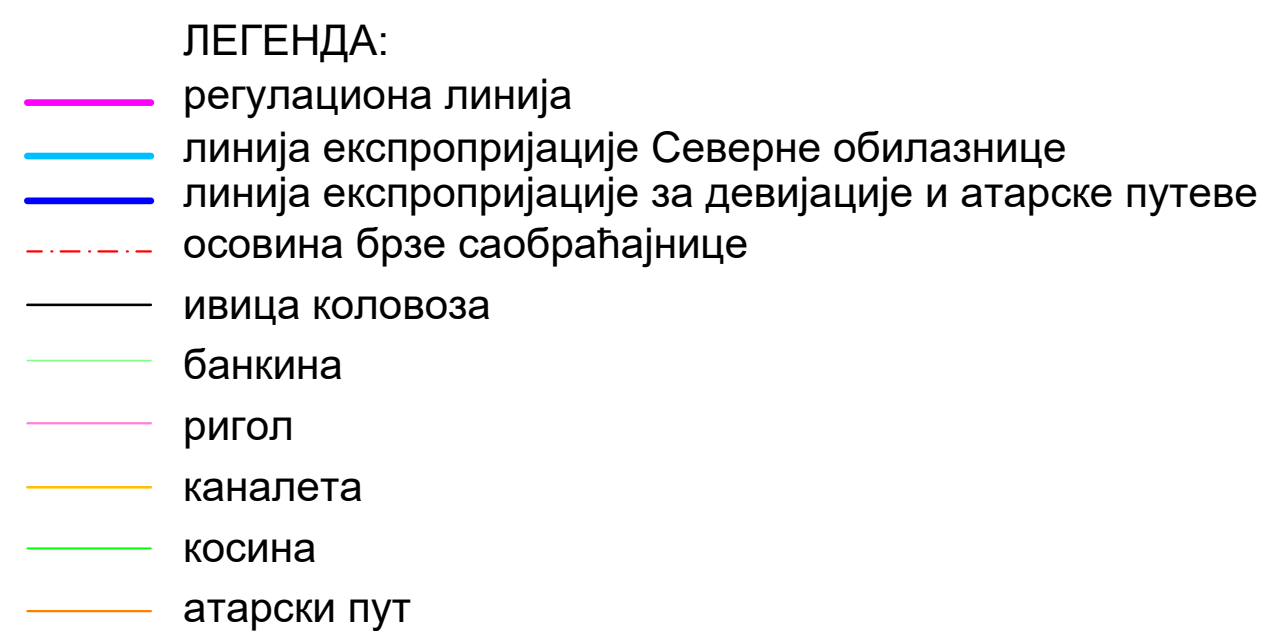 ЛЕГЕНДА:
регулациона линија
линија експропријације Северне обилазнице
линија експропријације за девијације и атарске путеве
осовина брзе саобраћајнице
ивица коловоза
банкина
ригол
каналета
косина
атарски пут